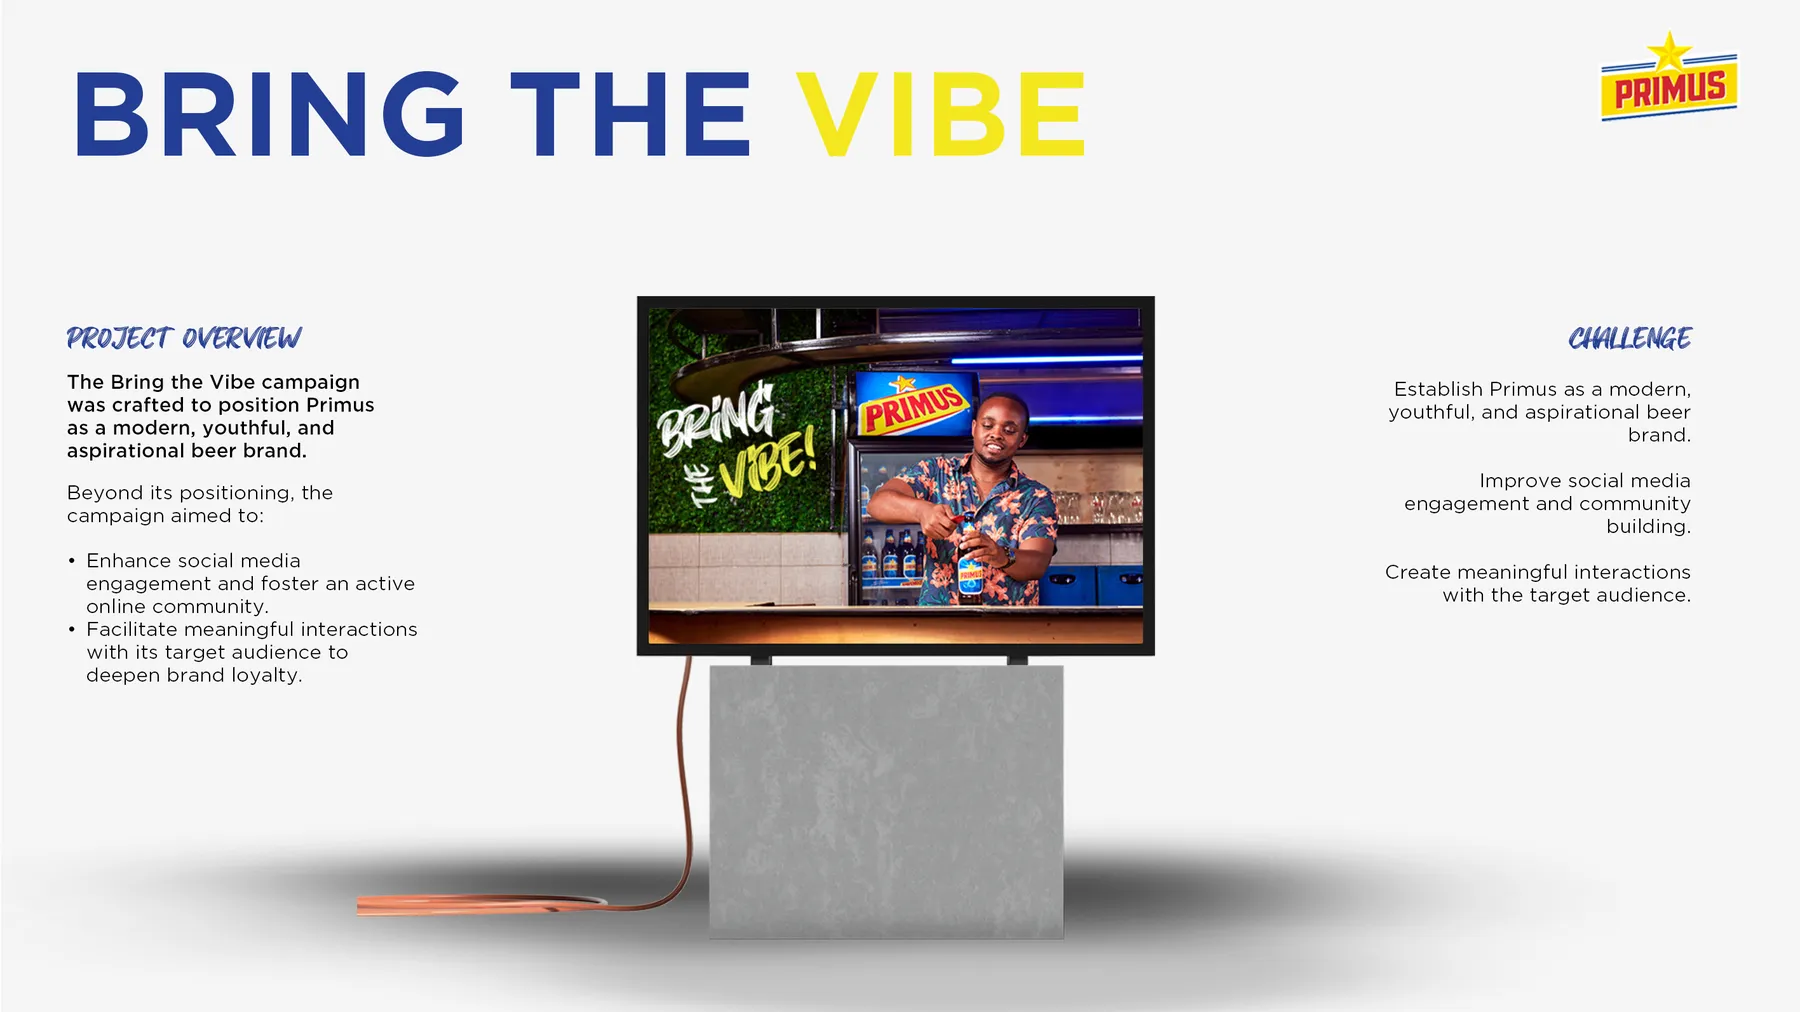 BRING THE VIBE
PRIMUS
PROJECT OVERVIEW
The Bring the Vibe campaign
was crafted to position Primus
as a modern, youthful, and
aspirational beer brand.
Beyond its positioning, the
campaign aimed to:
• Enhance social media
engagement and foster an active
online community.
• Facilitate meaningful interactions
with its target audience to
deepen brand loyalty.
BRING
THE VIBE!
PRIMUS
PRIMUS
CHALLENGE
Establish Primus as a modern,
youthful, and aspirational beer
brand.
Improve social media
engagement and community
building.
Create meaningful interactions
with the target audience.